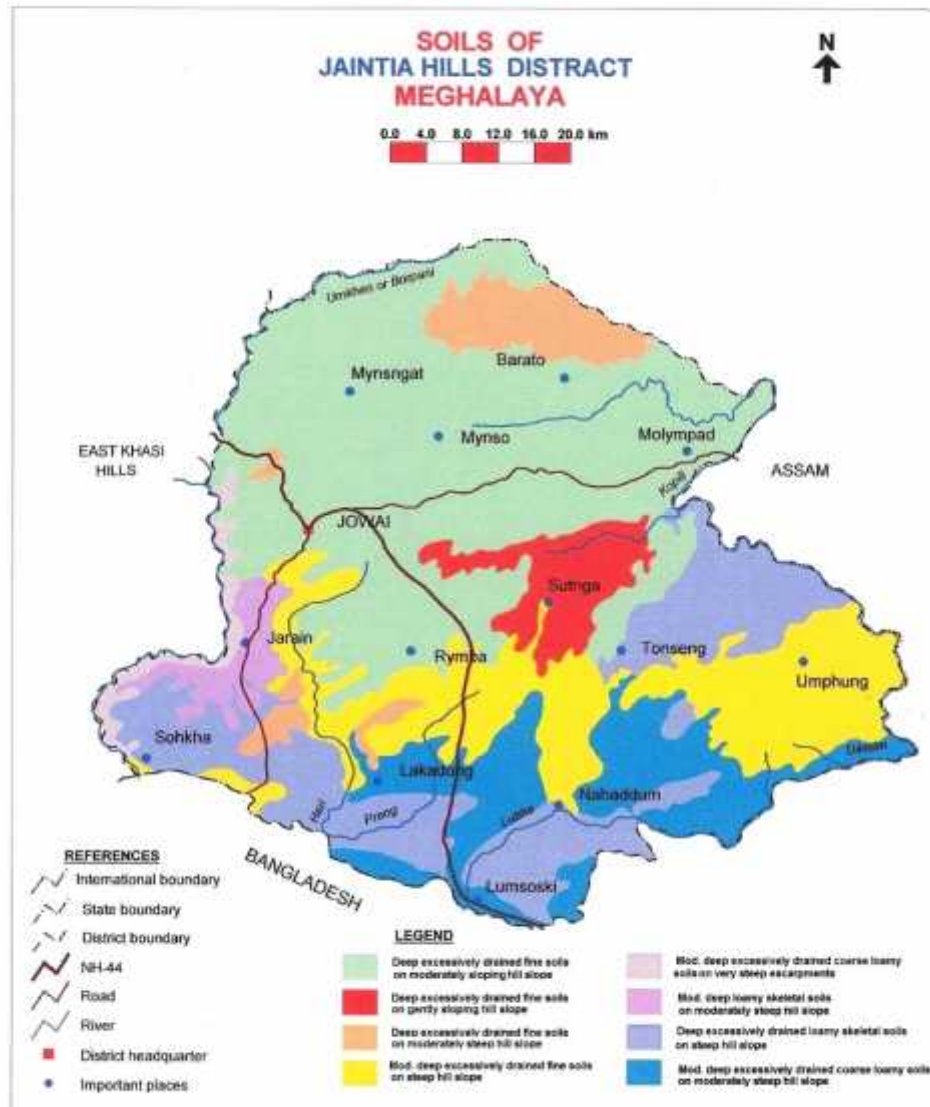 SOILS OF
JAINTIA HILLS DISTRACT
MEGHALAYA
N
0.0 4.0 8.0 12.0 16.0 20.0 km
Umkhen or Borpani
Barato
Mynsngat
Mynso
Molympad
EAST KHASI
HILLS
ASSAM
Kopili
JOWAI
Sutnga
Jarain
Rymba
Tonseng
Umphung
Sohkha
Lakadong
Nabaddum
Hari
Prang
Lubha
Lumsoski
BANGLADESH
REFERENCES
International boundary
State boundary
District boundary
NH-44
Road
River
District headquarter
Important places
LEGEND
Deep excessively drained fine soils
on moderately sloping hill slope
Deep excessively drained fine soils
on gently sloping hill slope
Deep excessively drained fine soils
on moderately steep hill slope
Mod. deep excessively drained fine soils
on steep hill slope
Mod. deep excessively drained coarse loamy
soils on very steep escarpments
Mod. deep loamy skeletal soils
on moderately steep hill slope
Deep excessively drained loamy skeletal soils
on steep hill slope
Mod. deep excessively drained coarse loamy soils
on moderately steep hill slope